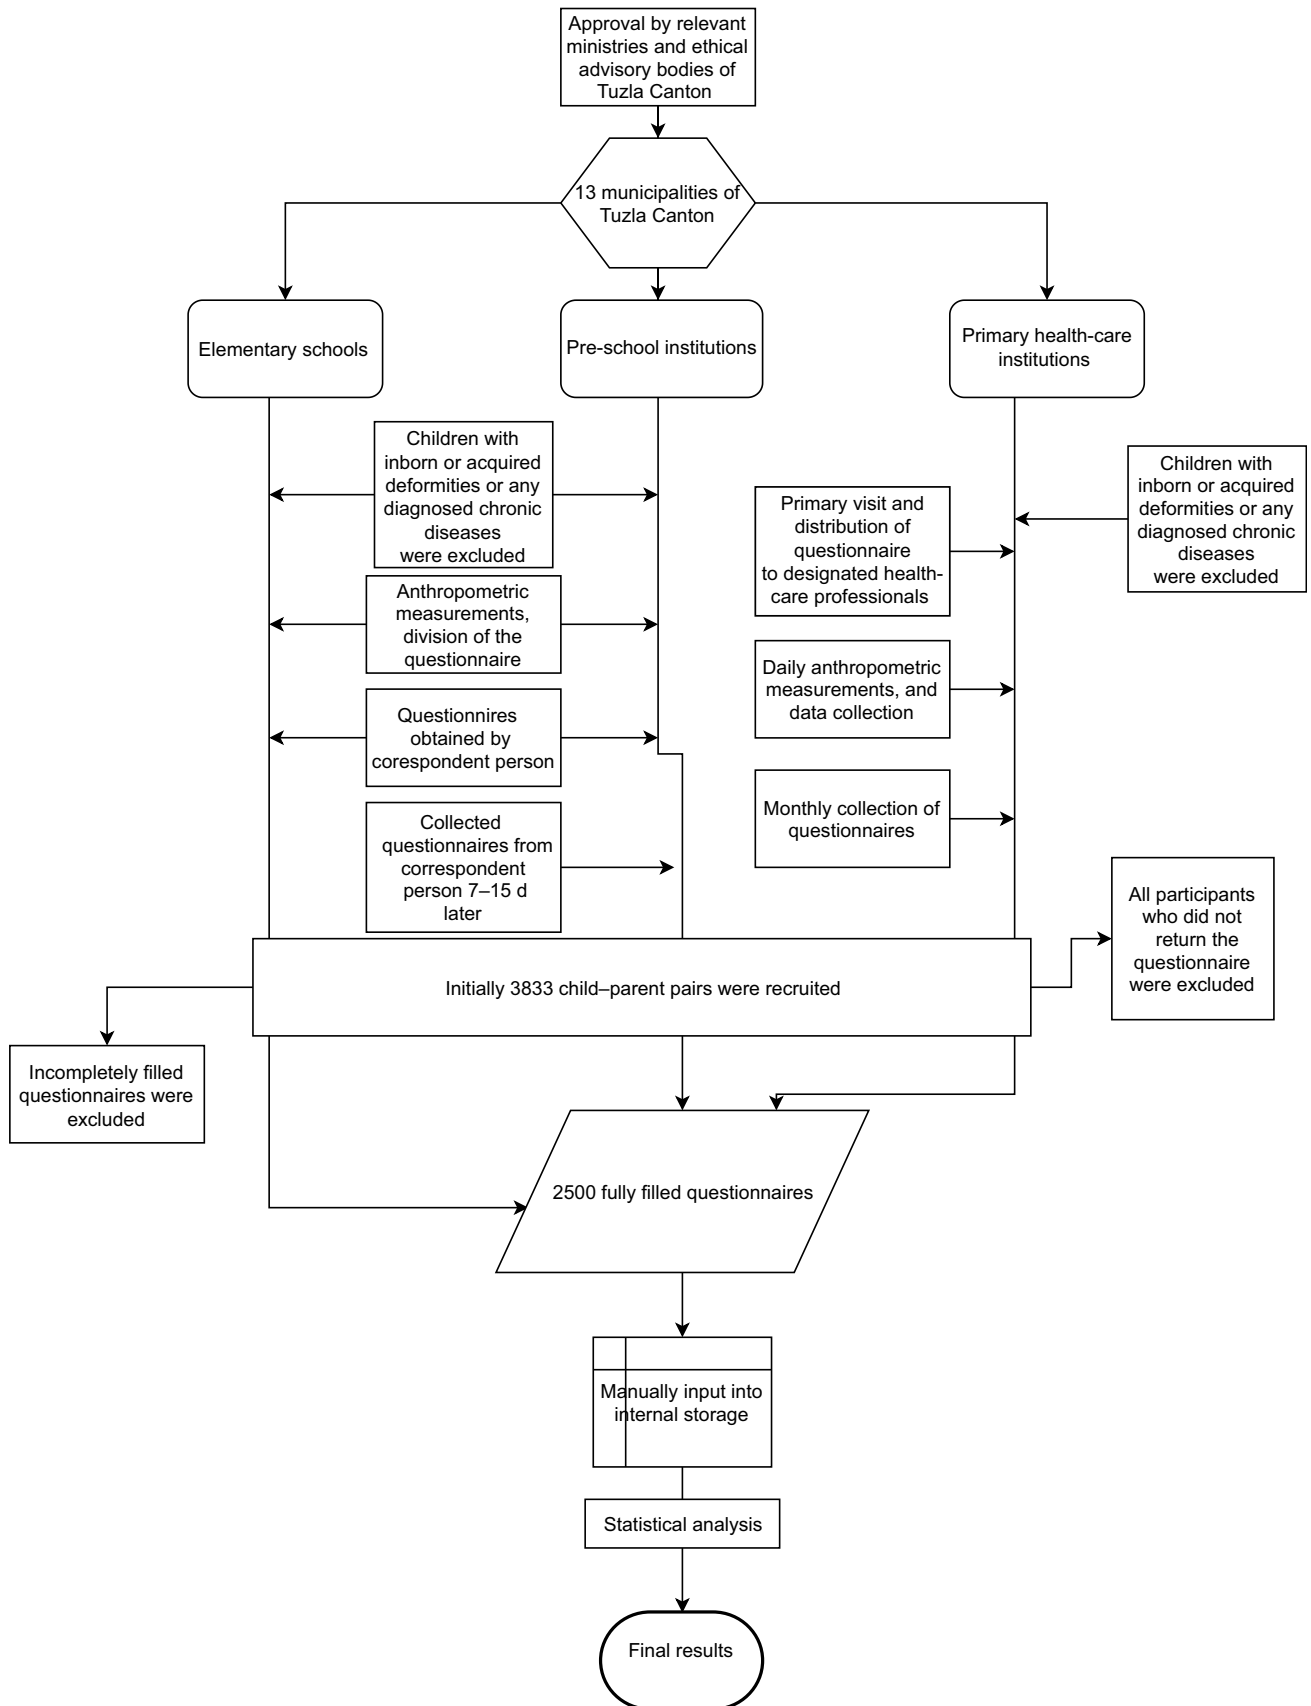 Approval by relevant
ministries and ethical
advisory bodies of
Tuzla Canton
13 municipalities of
Tuzla Canton
Elementary schools
Pre-school institutions
Primary health-care
institutions
Children with
inborn or acquired
deformities or any
diagnosed chronic
diseases
were excluded
Children with
inborn or acquired
deformities or any
diagnosed chronic
diseases
were excluded
Primary visit and
distribution of
questionnaire
to designated health-
care professionals
Anthropometric
measurements,
division of the
questionnaire
Daily anthropometric
measurements, and
data collection
Questionnires
obtained by
corespondent person
Monthly collection of
questionnaires
Collected
questionnaires from
correspondent
person 7–15 d
later
All participants
who did not
return the
questionnaire
were excluded
Initially 3833 child–parent pairs were recruited
Incompletely filled
questionnaires were
excluded
2500 fully filled questionnaires
Manually input into
internal storage
Statistical analysis
Final results